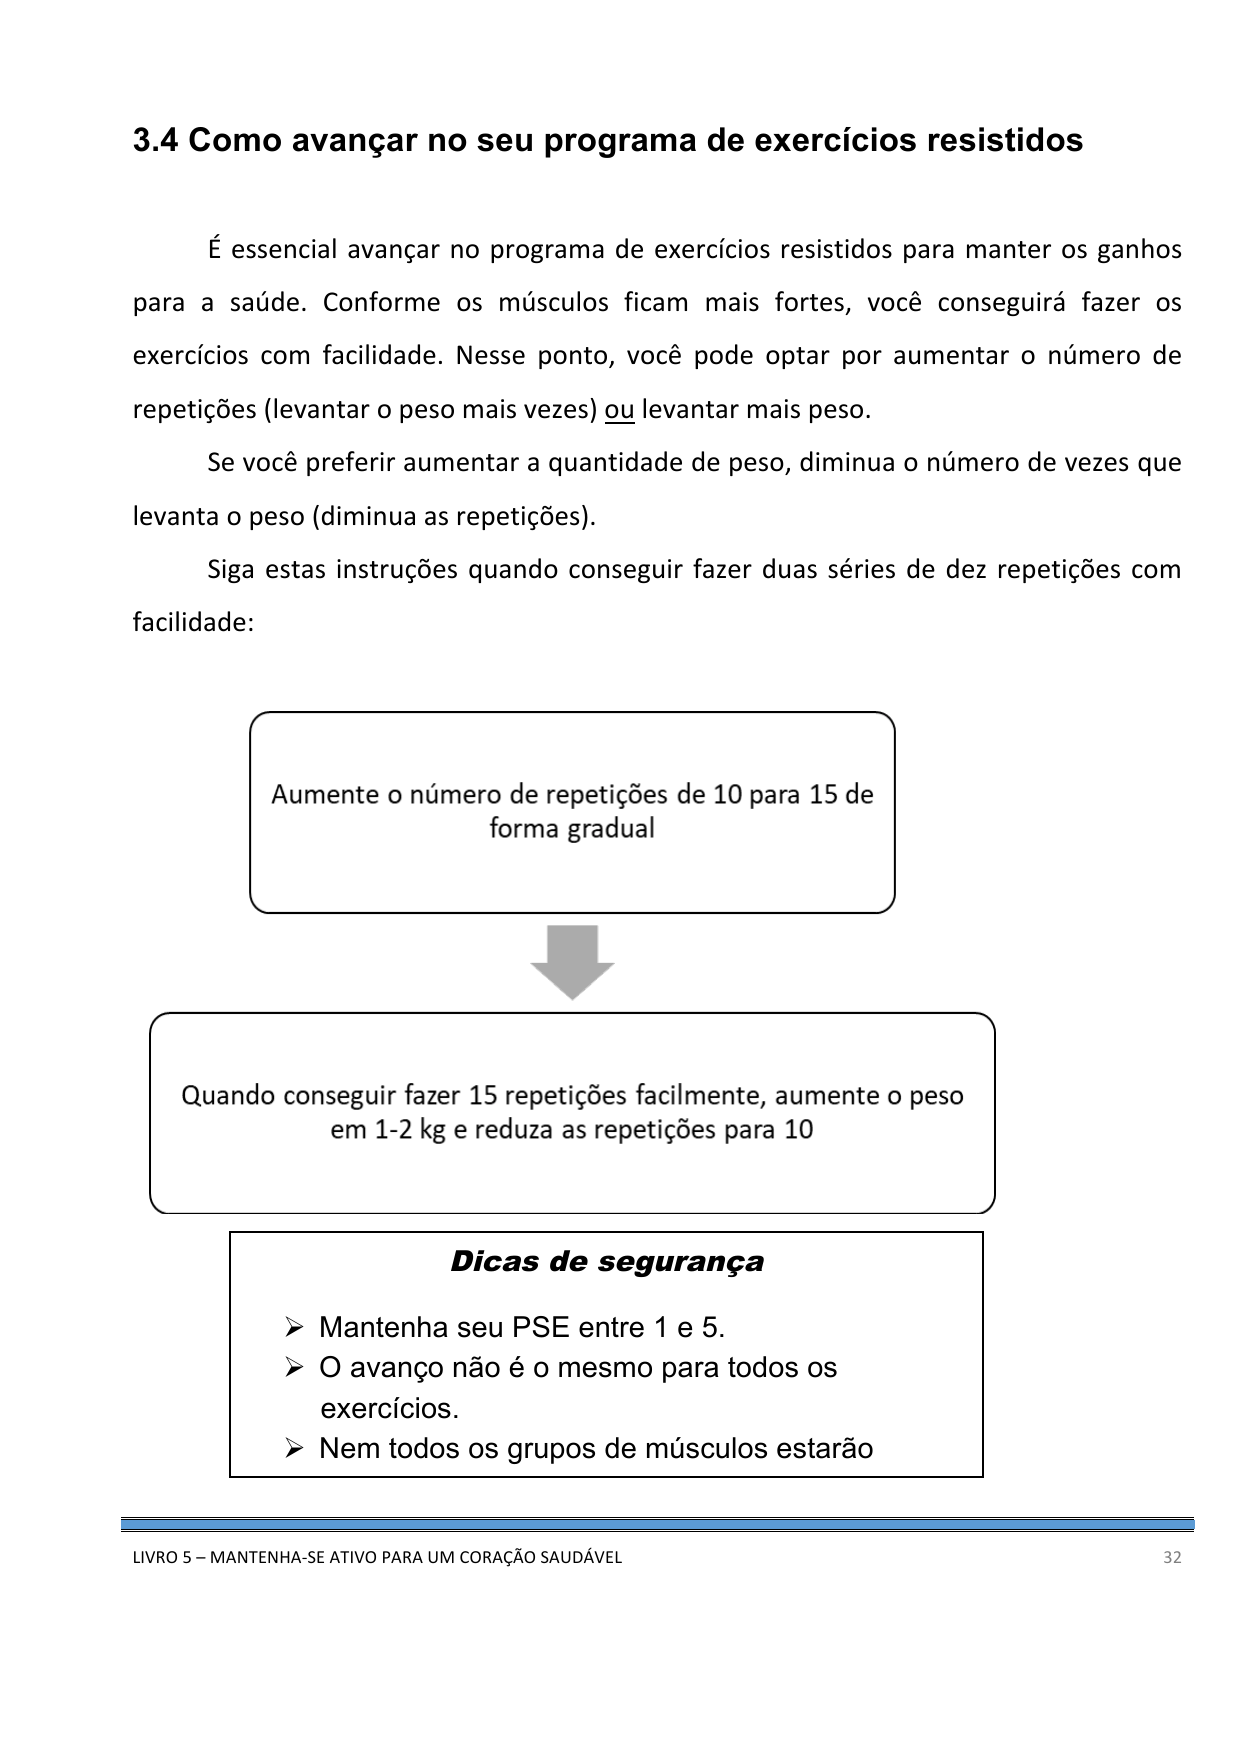 3.4 Como avançar no seu programa de exercícios resistidos
É essencial avançar no programa de exercícios resistidos para manter os ganhos
para a saúde. Conforme os músculos ficam mais fortes, você conseguirá fazer os
exercícios com facilidade. Nesse ponto, você pode optar por aumentar o número de
repetições (levantar o peso mais vezes) ou levantar mais peso.
Se você preferir aumentar a quantidade de peso, diminua o número de vezes que
levanta o peso (diminua as repetições).
Siga estas instruções quando conseguir fazer duas séries de dez repetições com
facilidade:
Aumente o número de repetições de 10 para 15 de
forma gradual
Quando conseguir fazer 15 repetições facilmente, aumente o peso
em 1-2 kg e reduza as repetições para 10
Dicas de segurança
➢ Mantenha seu PSE entre 1 e 5.
➢ O avanço não é o mesmo para todos os
exercícios.
➢ Nem todos os grupos de músculos estarão
LIVRO 5 – MANTENHA-SE ATIVO PARA UM CORAÇÃO SAUDÁVEL 32